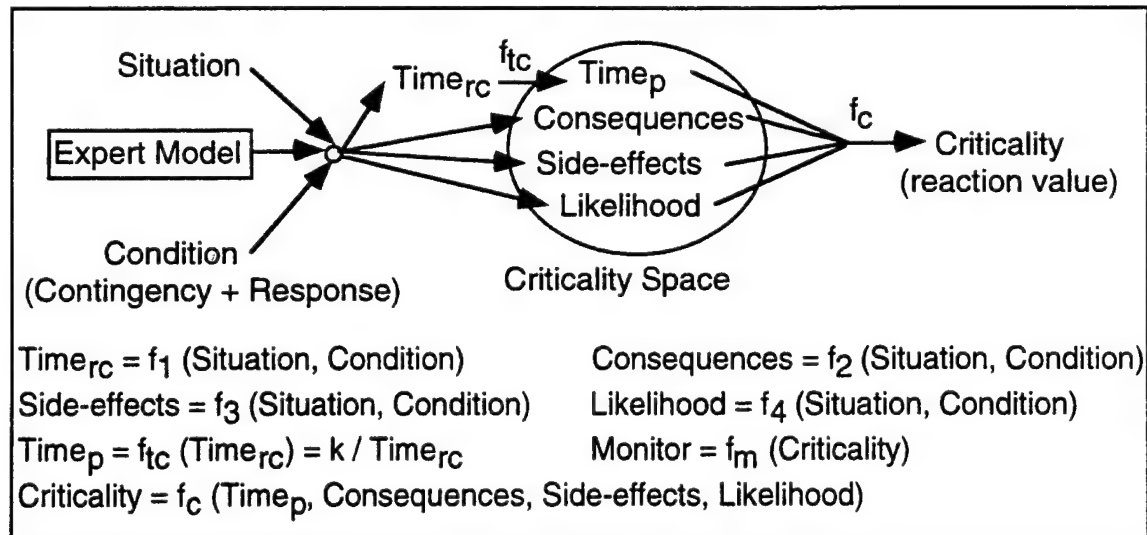 Situation
Time_rc
f_tc
Time_p
Consequences
f_c
Expert Model
Side-effects
Criticality
(reaction value)
Likelihood
Condition
(Contingency + Response)
Criticality Space
Time_rc = f_1 (Situation, Condition)
Consequences = f_2 (Situation, Condition)
Side-effects = f_3 (Situation, Condition)
Likelihood = f_4 (Situation, Condition)
Time_p = f_tc (Time_rc) = k / Time_rc
Monitor = f_m (Criticality)
Criticality = f_c (Time_p, Consequences, Side-effects, Likelihood)